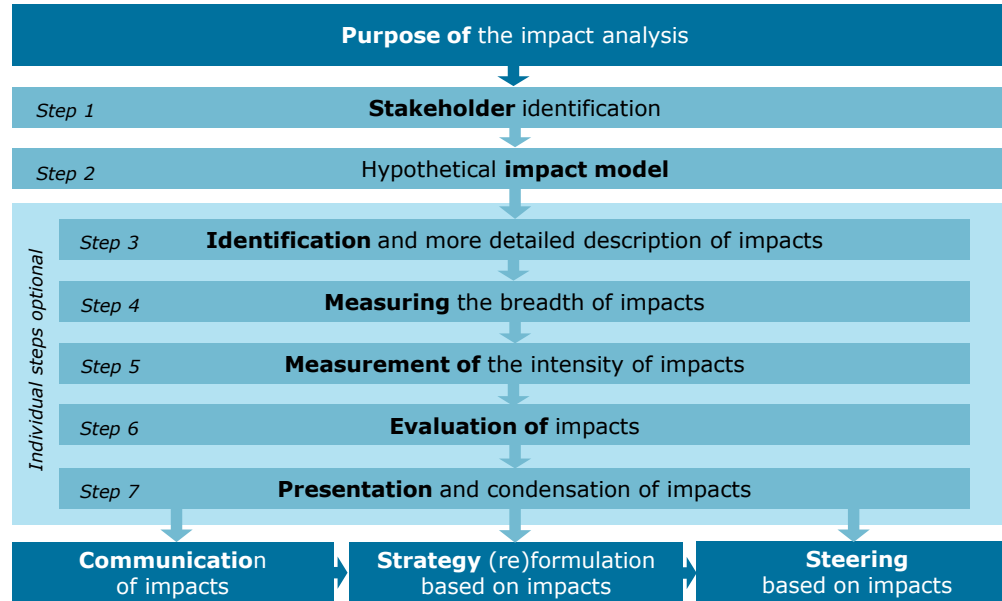 Purpose of the impact analysis
Step 1
Stakeholder identification
Step 2
Hypothetical impact model
Individual steps optional
Step 3
Identification and more detailed description of impacts
Step 4
Measuring the breadth of impacts
Step 5
Measurement of the intensity of impacts
Step 6
Evaluation of impacts
Step 7
Presentation and condensation of impacts
Communication
of impacts
Strategy (re)formulation
based on impacts
Steering
based on impacts